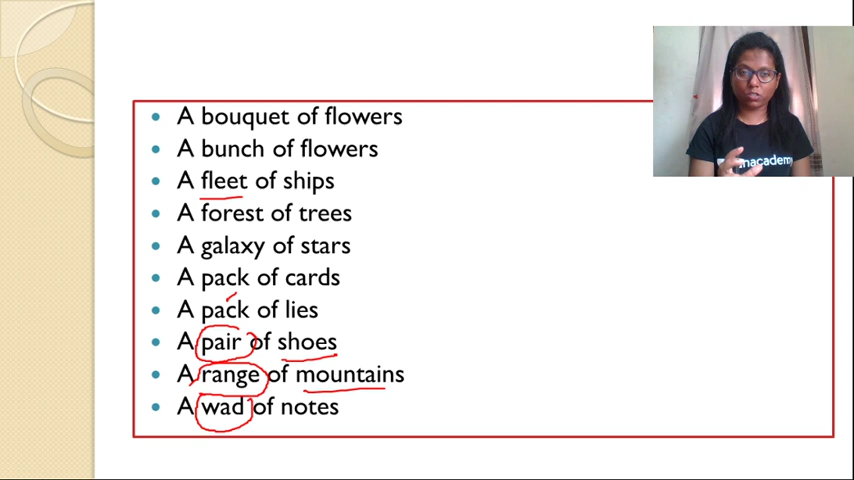 A bouquet of flowers
A bunch of flowers
A fleet of ships
A forest of trees
A galaxy of stars
A pack of cards
A pack of lies
A pair of shoes
A range of mountains
A wad of notes